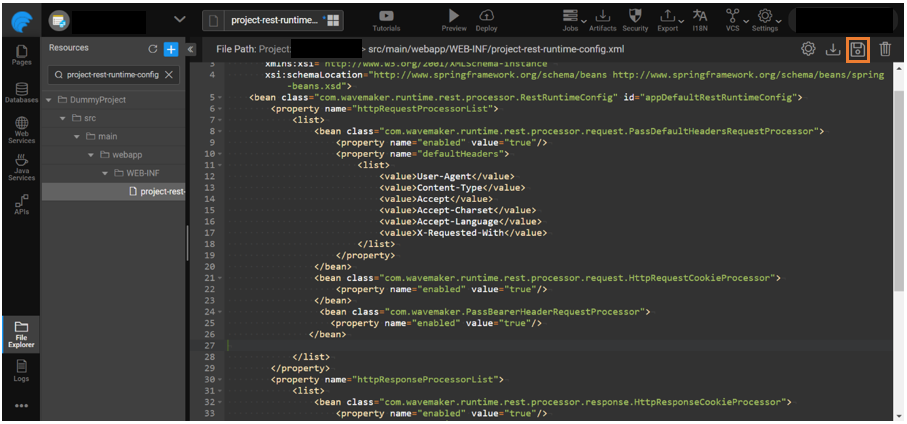 project-rest-runtime...
Tutorials
Preview
Deploy
Jobs
Artifacts
Security
Export
I18N
VCS
Settings
Pages
Databases
Web
Services
Java
Services
APIs
File
Explorer
Logs
Resources
project-rest-runtime-config
DummyProject
src
main
webapp
WEB-INF
project-rest-
File Path: Project: > src/main/webapp/WEB-INF/project-rest-runtime-config.xml
3 xmlns:xsi="http://www.w3.org/2001/XMLSchema-instance"
4 xsi:schemaLocation="http://www.springframework.org/schema/beans http://www.springframework.org/schema/beans/spring
-beans.xsd">
5 <bean class="com.wavemaker.runtime.rest.processor.RestRuntimeConfig" id="appDefaultRestRuntimeConfig">
6 <property name="httpRequestProcessorList">
7 <list>
8 <bean class="com.wavemaker.runtime.rest.processor.request.PassDefaultHeadersRequestProcessor">
9 <property name="enabled" value="true"/>
10 <property name="defaultHeaders">
11 <list>
12 <value>User-Agent</value>
13 <value>Content-Type</value>
14 <value>Accept</value>
15 <value>Accept-Charset</value>
16 <value>Accept-Language</value>
17 <value>X-Requested-With</value>
18 </list>
19 </property>
20 </bean>
21 <bean class="com.wavemaker.runtime.rest.processor.request.HttpRequestCookieProcessor">
22 <property name="enabled" value="true"/>
23 </bean>
24 <bean class="com.wavemaker.PassBearerHeaderRequestProcessor">
25 <property name="enabled" value="true"/>
26 </bean>
27
28 </list>
29 </property>
30 <property name="httpResponseProcessorList">
31 <list>
32 <bean class="com.wavemaker.runtime.rest.processor.response.HttpResponseCookieProcessor">
33 <property name="enabled" value="true"/>